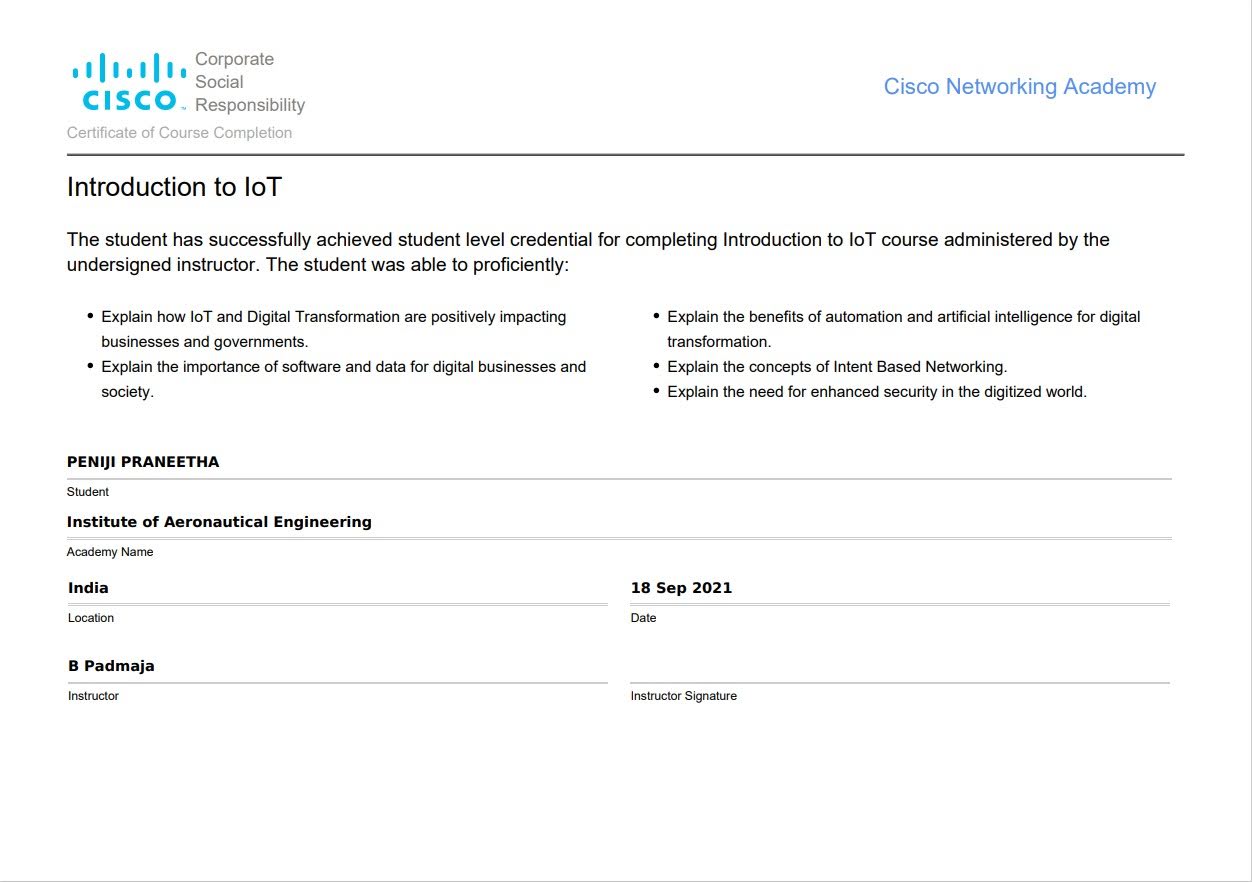 Corporate
Social
Responsibility
CISCO™
Certificate of Course Completion
Cisco Networking Academy
Introduction to IoT
The student has successfully achieved student level credential for completing Introduction to IoT course administered by the
undersigned instructor. The student was able to proficiently:
• Explain how IoT and Digital Transformation are positively impacting
businesses and governments.
• Explain the importance of software and data for digital businesses and
society.
• Explain the benefits of automation and artificial intelligence for digital
transformation.
• Explain the concepts of Intent Based Networking.
• Explain the need for enhanced security in the digitized world.
PENIJI PRANEETHA
Student
Institute of Aeronautical Engineering
Academy Name
India
Location
18 Sep 2021
Date
B Padmaja
Instructor
Instructor Signature